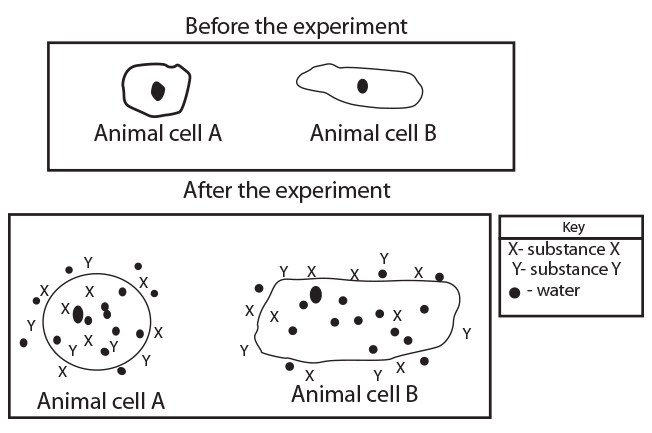 Before the experiment
Animal cell A
Animal cell B
After the experiment
Y
X
X
X
X
Y
X
Y
X
Y
X
Y
X
Animal cell A
Y
Y
X
X
X
X
X
X
Y
Y
X
Y
X
Animal cell B
Key
X- substance X
Y- substance Y
- water